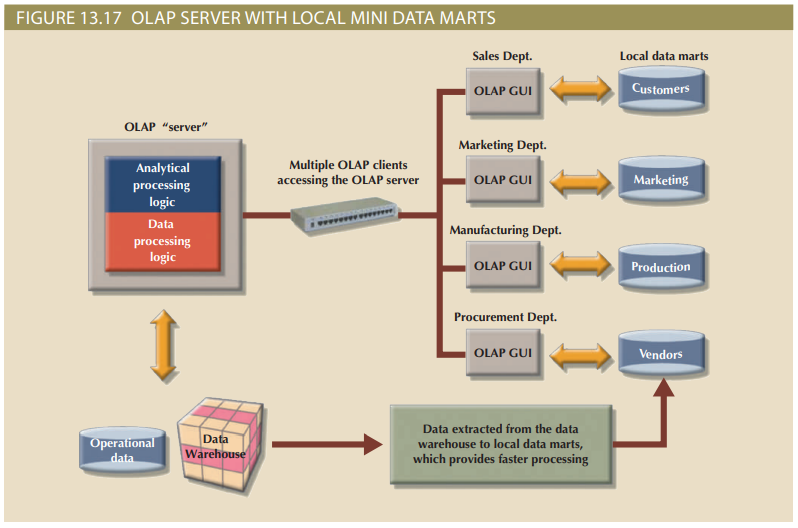 FIGURE 13.17 OLAP SERVER WITH LOCAL MINI DATA MARTS
Sales Dept.
Local data marts
OLAP GUI
Customers
OLAP “server”
Analytical
processing
logic
Data
processing
logic
Multiple OLAP clients
accessing the OLAP server
Marketing Dept.
OLAP GUI
Marketing
Manufacturing Dept.
OLAP GUI
Production
Procurement Dept.
OLAP GUI
Vendors
Operational
data
Data
Warehouse
Data extracted from the data
warehouse to local data marts,
which provides faster processing